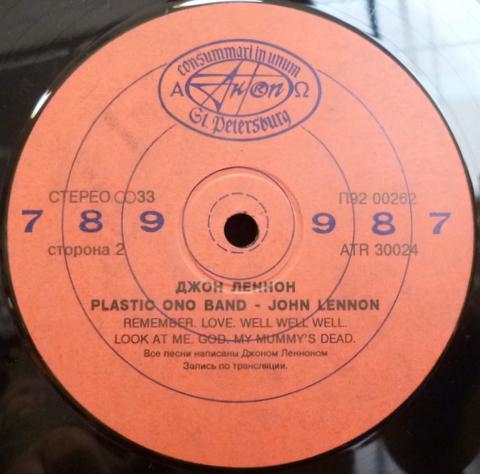 consummari in unum
Α АнТроп Ω
St. Petersburg
СТЕРЕО 33
П92 00262
7 8 9 9 8 7
сторона 2
ATR 30024
ДЖОН ЛЕННОН
PLASTIC ONO BAND - JOHN LENNON
REMEMBER. LOVE. WELL WELL WELL.
LOOK AT ME. GOD. MY MUMMY'S DEAD.
Все песни написаны Джоном Ленноном
Запись по трансляции.